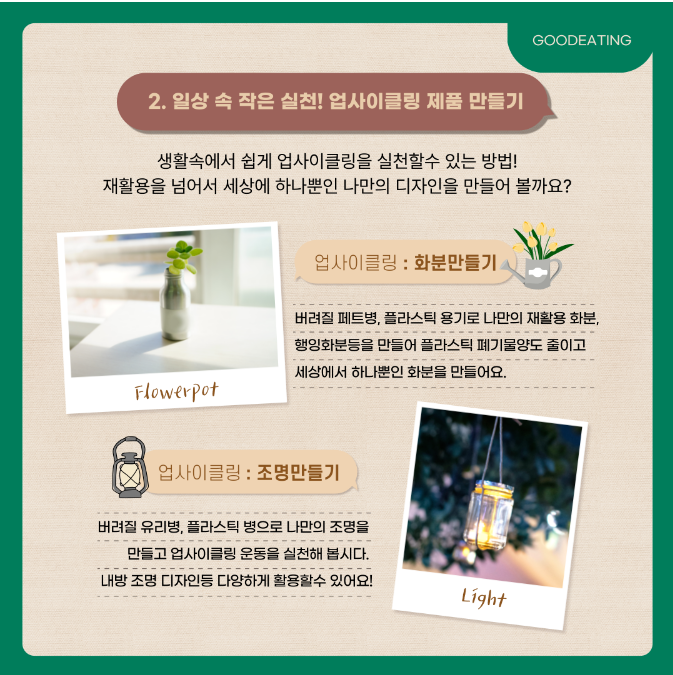 GOODEATING
2. 일상 속 작은 실천! 업사이클링 제품 만들기
생활속에서 쉽게 업사이클링을 실천할수 있는 방법!
재활용을 넘어서 세상에 하나뿐인 나만의 디자인을 만들어 볼까요?
업사이클링 : 화분만들기
버려질 페트병, 플라스틱 용기로 나만의 재활용 화분,
행잉화분등을 만들어 플라스틱 폐기물양도 줄이고
세상에서 하나뿐인 화분을 만들어요.
Flowerpot
업사이클링 : 조명만들기
버려질 유리병, 플라스틱 병으로 나만의 조명을
만들고 업사이클링 운동을 실천해 봅시다.
내방 조명 디자인등 다양하게 활용할수 있어요!
Light